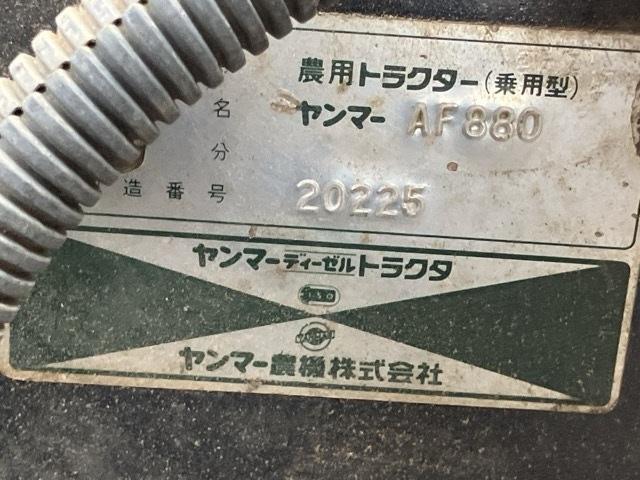 農用トラクター(乗用型)
名 ヤンマー AF880
分
造番号 20225
ヤンマーディーゼルトラクタ
ヤンマー農機株式会社